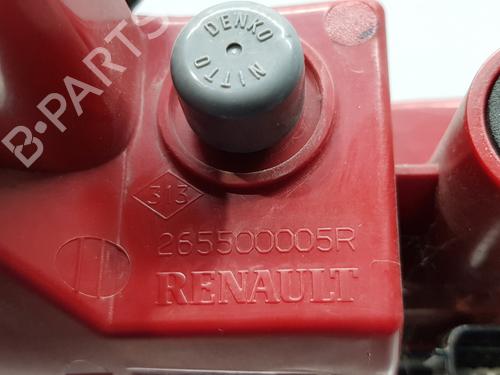 DENKO
NITTO
B-PARTS
313
265500005R
RENAULT